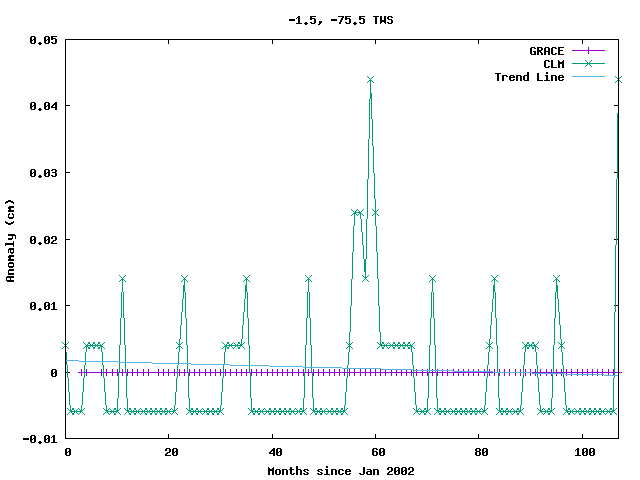 -1.5, -75.5 TWS
GRACE
CLM
Trend Line
0.05
0.04
0.03
0.02
0.01
0
-0.01
Anomaly (cm)
0 20 40 60 80 100
Months since Jan 2002